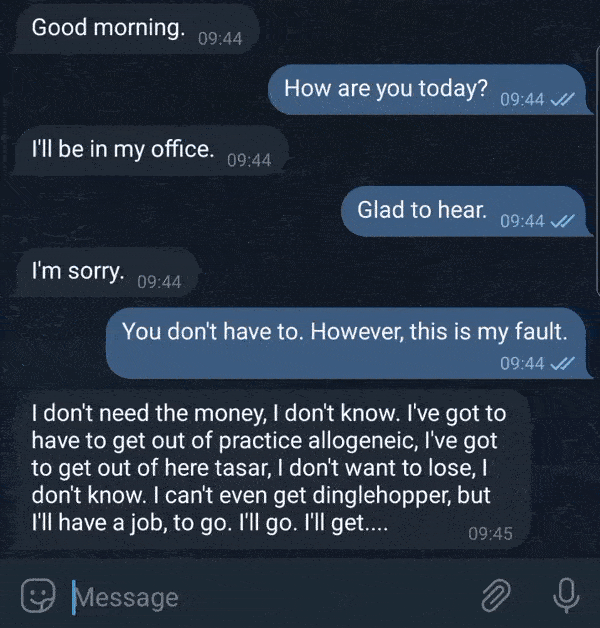 Good morning. 09:44
How are you today? 09:44
I'll be in my office. 09:44
Glad to hear. 09:44
I'm sorry. 09:44
You don't have to. However, this is my fault.
09:44
I don't need the money, I don't know. I've got to
have to get out of practice allogeneic, I've got
to get out of here tasar, I don't want to lose, I
don't know. I can't even get dinglehopper, but
I'll have a job, to go. I'll go. I'll get....
09:45
Message